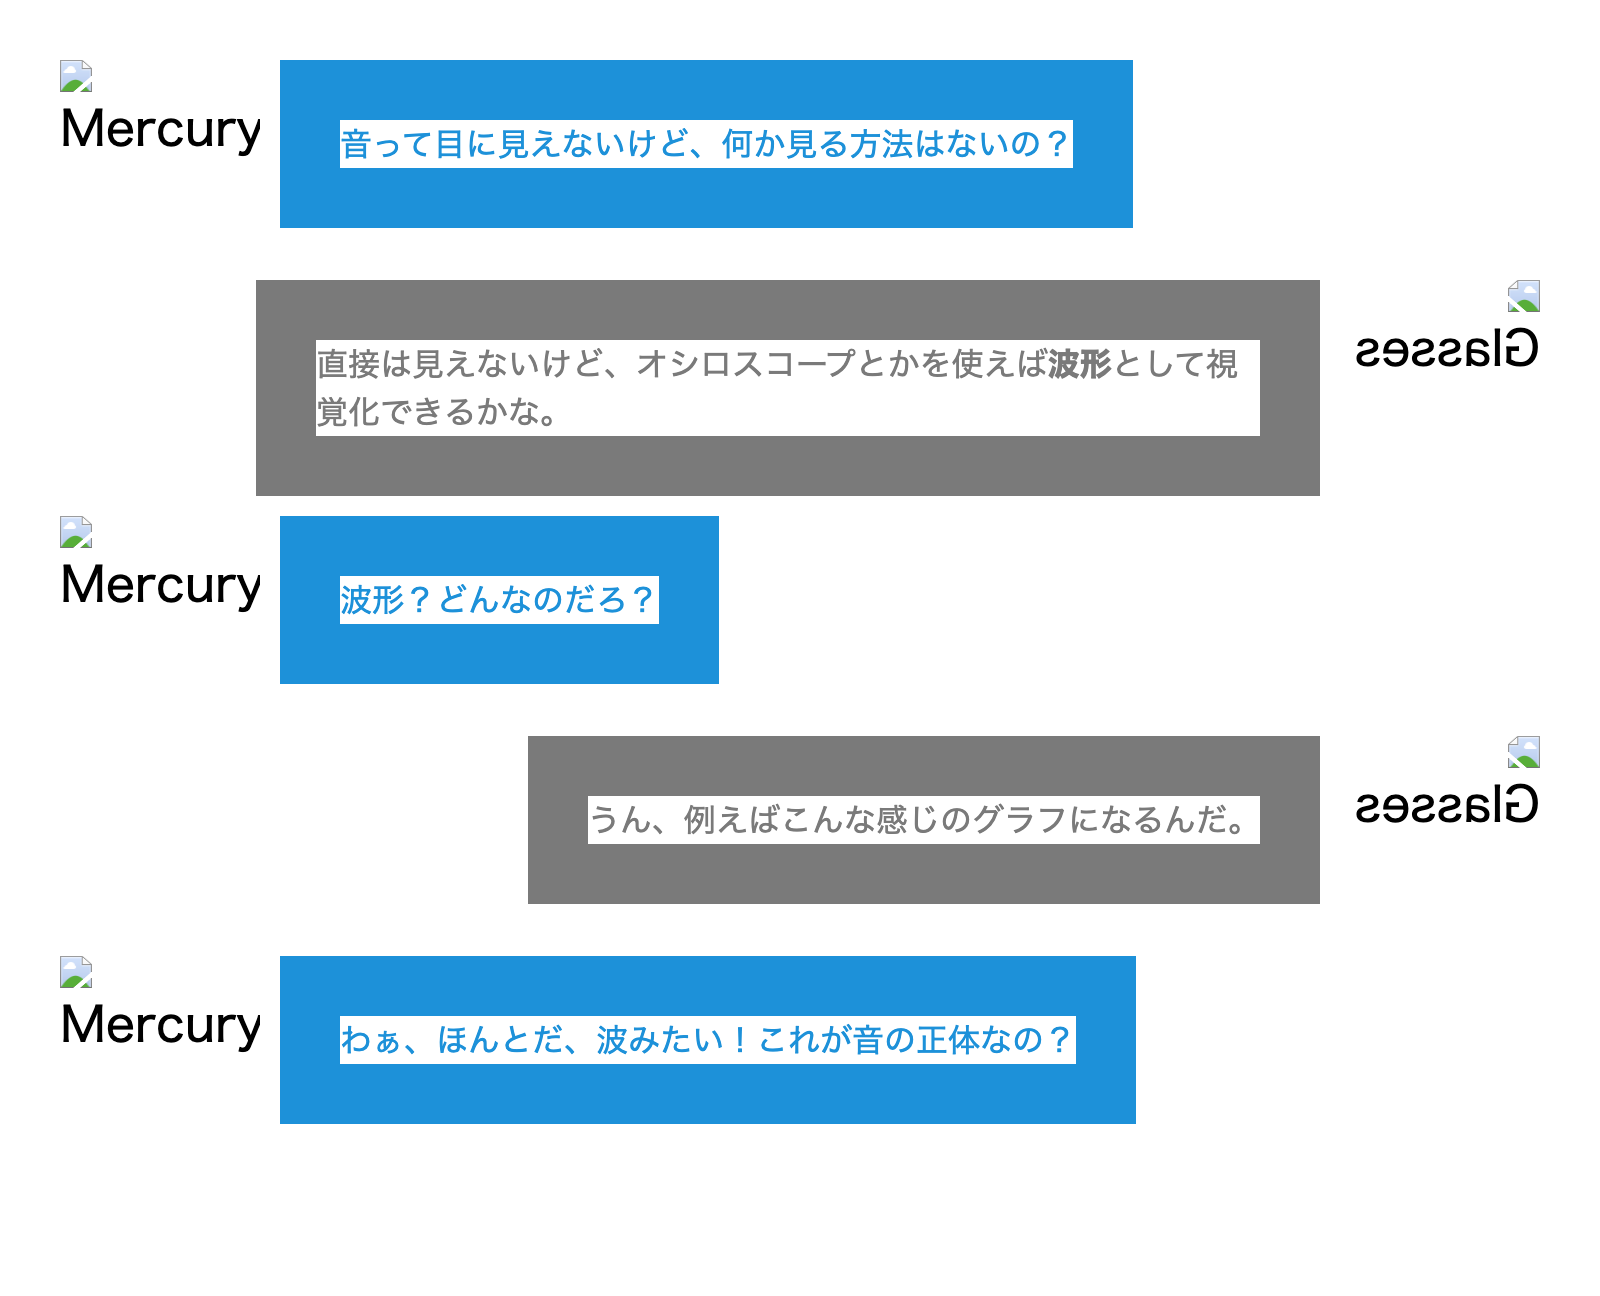 Mercury
音って目に見えないけど、何か見る方法はないの？
直接は見えないけど、オシロスコープとかを使えば波形として視
覚化できるかな。
Glasses
Mercury
波形？どんなのだろ？
うん、例えばこんな感じのグラフになるんだ。
Glasses
Mercury
わぁ、ほんとだ、波みたい！これが音の正体なの？